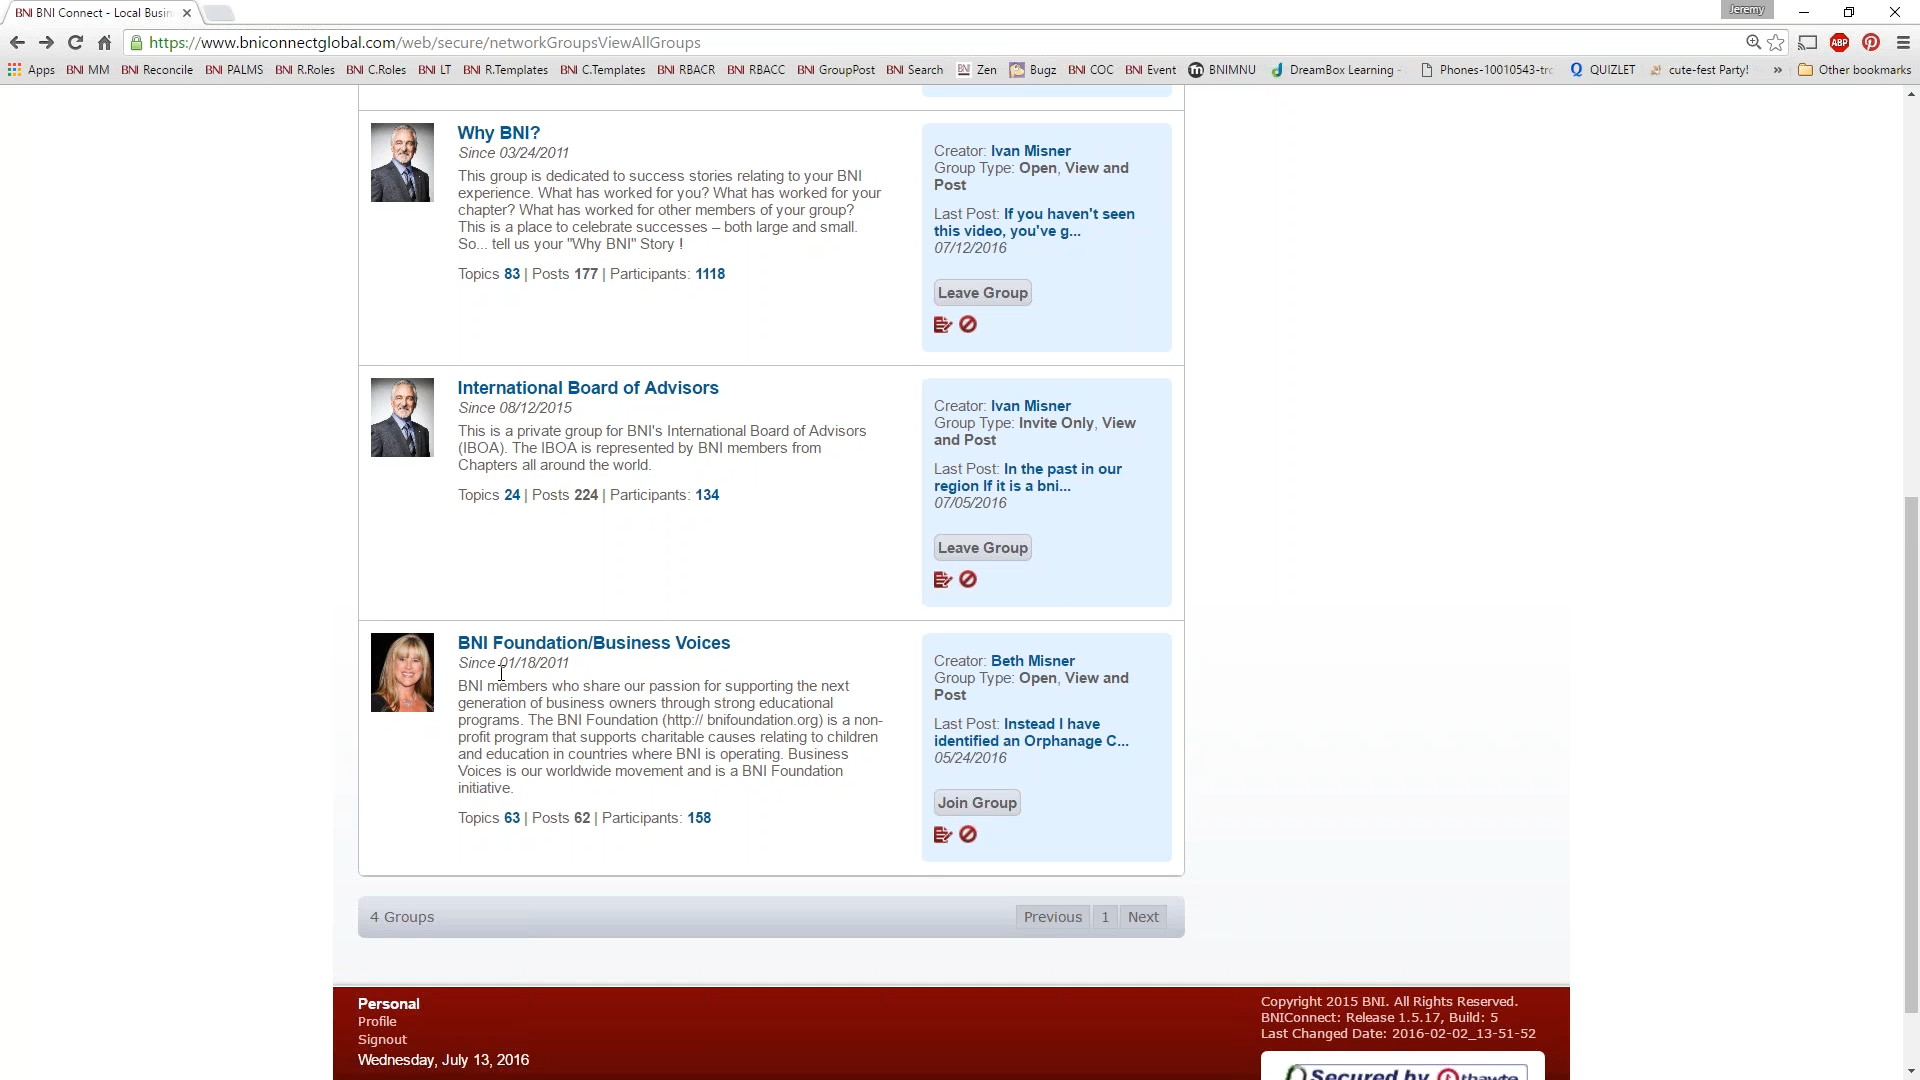 BNI BNI Connect - Local Busin
Jeremy
https://www.bniconnectglobal.com/web/secure/networkGroupsViewAllGroups
ABP
Apps BNI MM BNI Reconcile BNI PALMS BNI R.Roles BNI C.Roles BNI LT BNI R.Templates BNI C.Templates BNI RBACR BNI RBACC BNI GroupPost BNI Search Zen Bugz BNI COC BNI Event BNIMNU DreamBox Learning - Phones-10010543-trc QUIZLET cute-fest Party! » Other bookmarks
Why BNI?
Since 03/24/2011
This group is dedicated to success stories relating to your BNI
experience. What has worked for you? What has worked for your
chapter? What has worked for other members of your group?
This is a place to celebrate successes – both large and small.
So... tell us your "Why BNI" Story !
Topics 83 | Posts 177 | Participants: 1118
Creator: Ivan Misner
Group Type: Open, View and
Post
Last Post: If you haven't seen
this video, you've g...
07/12/2016
Leave Group
International Board of Advisors
Since 08/12/2015
This is a private group for BNI's International Board of Advisors
(IBOA). The IBOA is represented by BNI members from
Chapters all around the world.
Topics 24 | Posts 224 | Participants: 134
Creator: Ivan Misner
Group Type: Invite Only, View
and Post
Last Post: In the past in our
region If it is a bni...
07/05/2016
Leave Group
BNI Foundation/Business Voices
Since 01/18/2011
BNI members who share our passion for supporting the next
generation of business owners through strong educational
programs. The BNI Foundation (http:// bnifoundation.org) is a non-
profit program that supports charitable causes relating to children
and education in countries where BNI is operating. Business
Voices is our worldwide movement and is a BNI Foundation
initiative.
Topics 63 | Posts 62 | Participants: 158
Creator: Beth Misner
Group Type: Open, View and
Post
Last Post: Instead I have
identified an Orphanage C...
05/24/2016
Join Group
4 Groups
Previous 1 Next
Personal
Profile
Signout
Wednesday, July 13, 2016
Copyright 2015 BNI. All Rights Reserved.
BNIConnect: Release 1.5.17, Build: 5
Last Changed Date: 2016-02-02_13-51-52
Secured by thawte